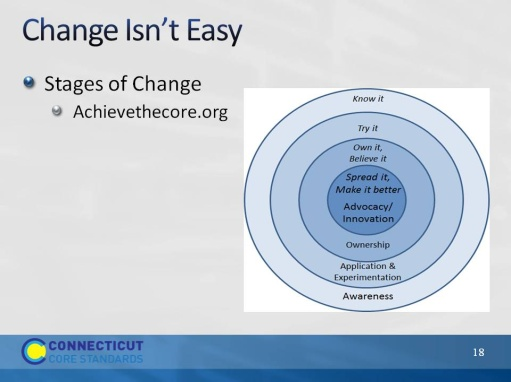 Change Isn't Easy
Stages of Change
Achievethecore.org
Know it
Try it
Own it,
Believe it
Spread it,
Make it better
Advocacy/
Innovation
Ownership
Application &
Experimentation
Awareness
CONNECTICUT
CORE STANDARDS
18